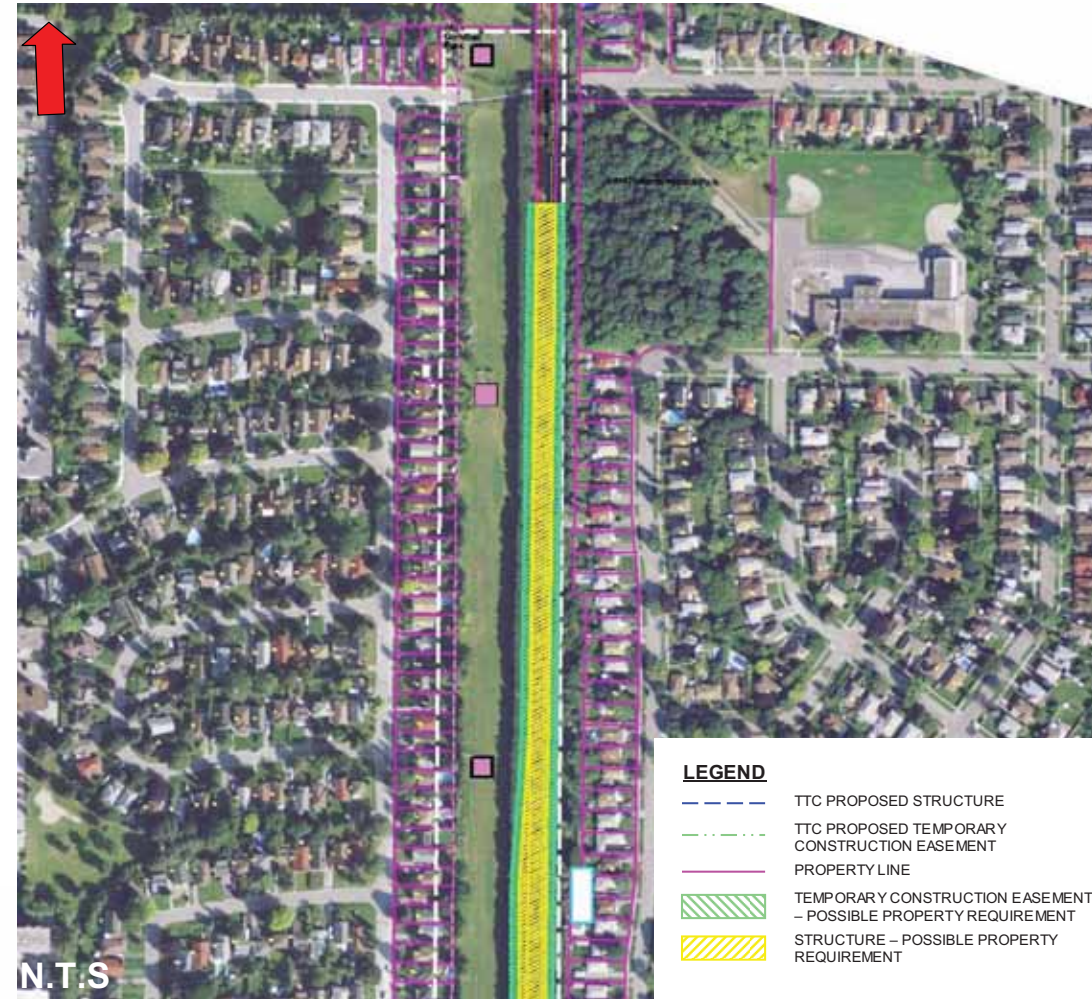 LEGEND
TTC PROPOSED STRUCTURE
TTC PROPOSED TEMPORARY
CONSTRUCTION EASEMENT
PROPERTY LINE
TEMPORARY CONSTRUCTION EASEMENT
– POSSIBLE PROPERTY REQUIREMENT
STRUCTURE – POSSIBLE PROPERTY
REQUIREMENT
N.T.S